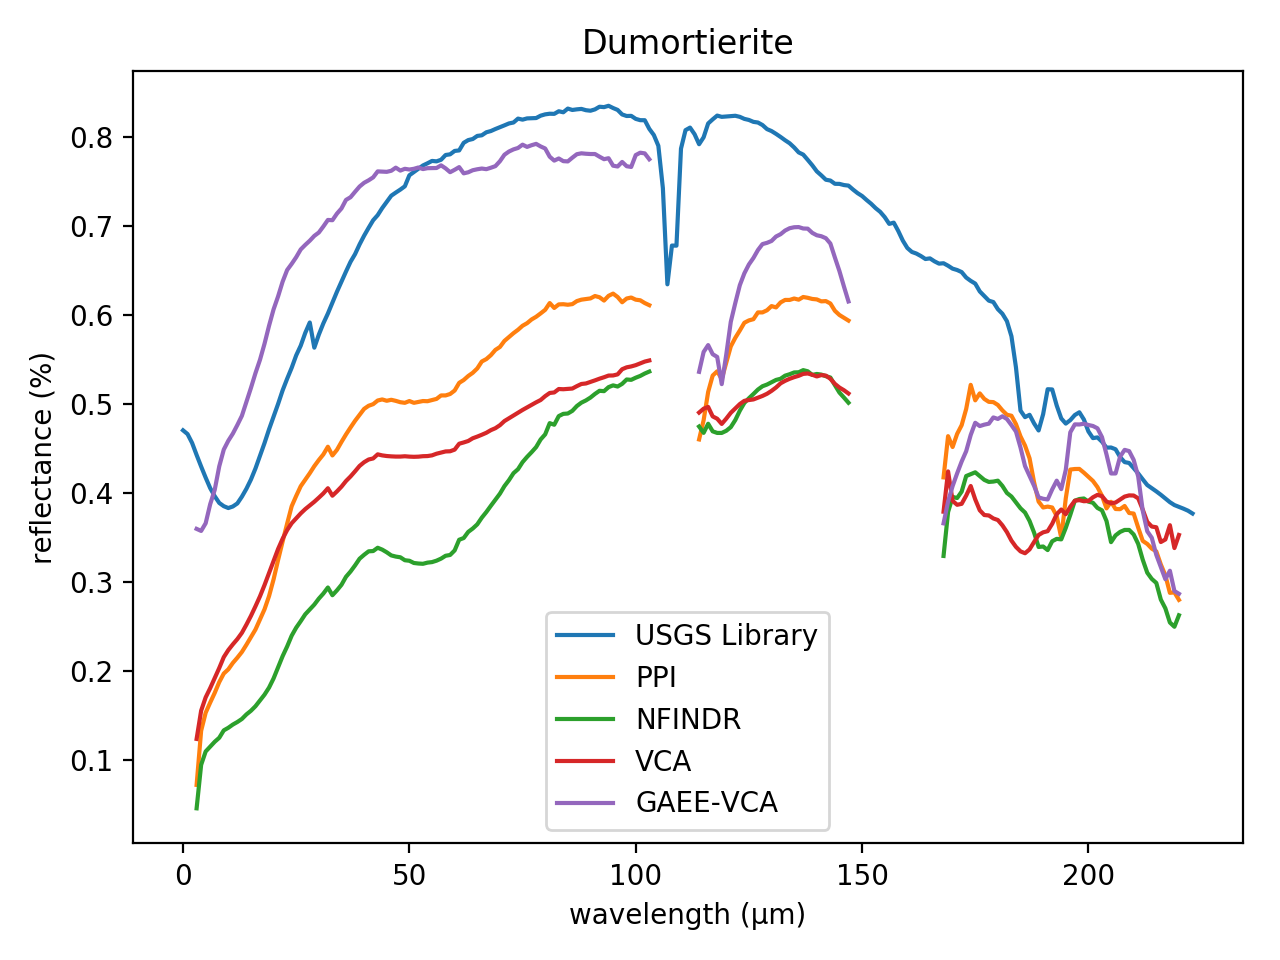 Dumortierite
reflectance (%)
0.8
0.7
0.6
0.5
0.4
0.3
0.2
0.1
USGS Library
PPI
NFINDR
VCA
GAEE-VCA
0 50 100 150 200
wavelength (μm)